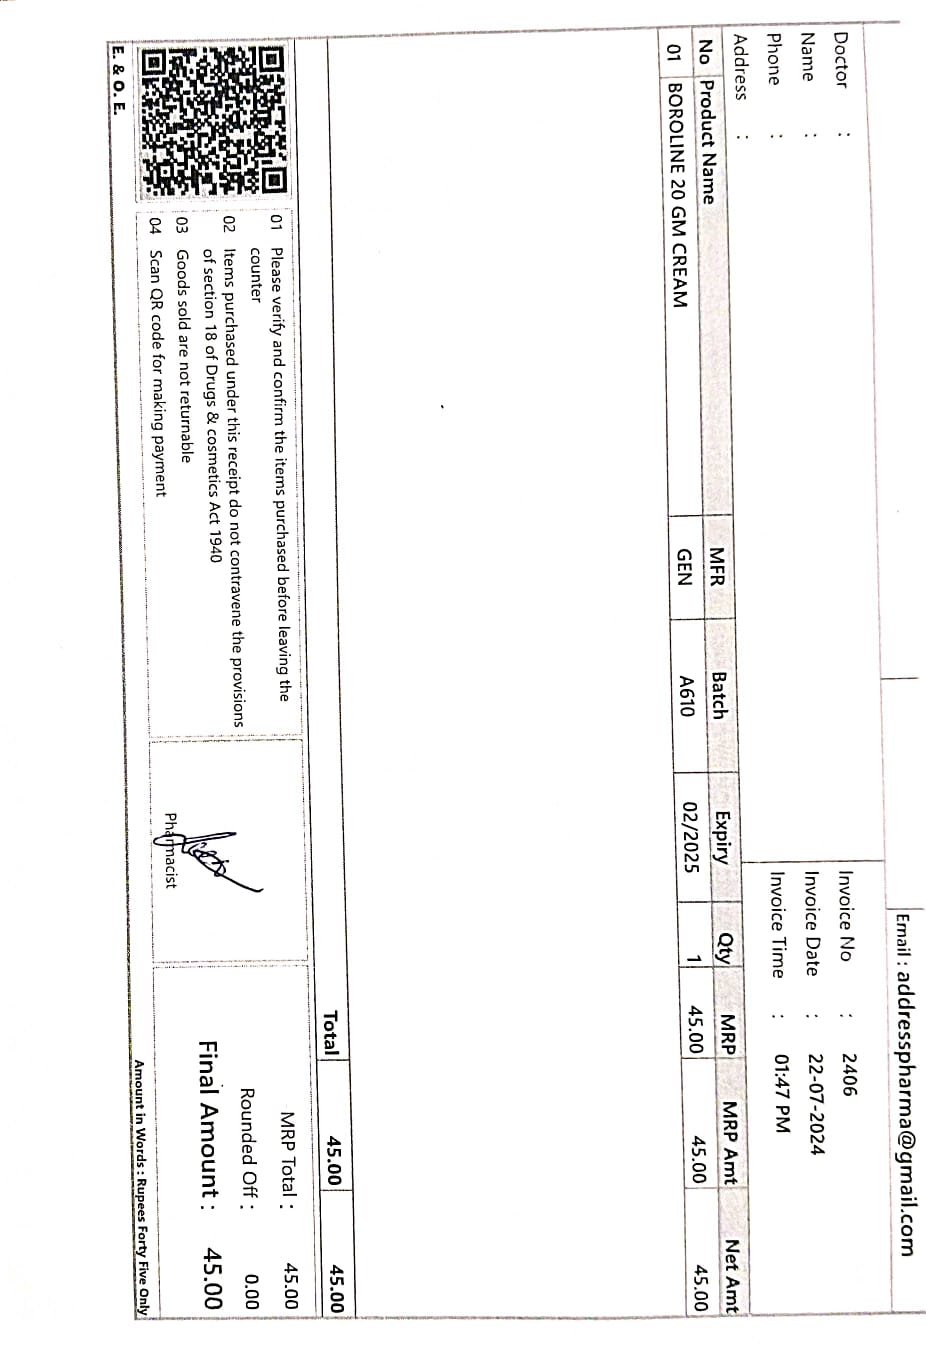 Email : addresspharma@gmail.com
Doctor :
Name :
Phone :
Address :
Invoice No : 2406
Invoice Date : 22-07-2024
Invoice Time : 01:47 PM
No Product Name MFR Batch Expiry Qty MRP MRP Amt Net Amt
01 BOROLINE 20 GM CREAM GEN A610 02/2025 1 45.00 45.00 45.00
Total 45.00 45.00
01 Please verify and confirm the items purchased before leaving the
counter
02 Items purchased under this receipt do not contravene the provisions
of section 18 of Drugs & cosmetics Act 1940
03 Goods sold are not returnable
04 Scan QR code for making payment
Pharmacist
MRP Total : 45.00
Rounded Off : 0.00
Final Amount : 45.00
Amount in Words : Rupees Forty Five Only
E. & O. E.